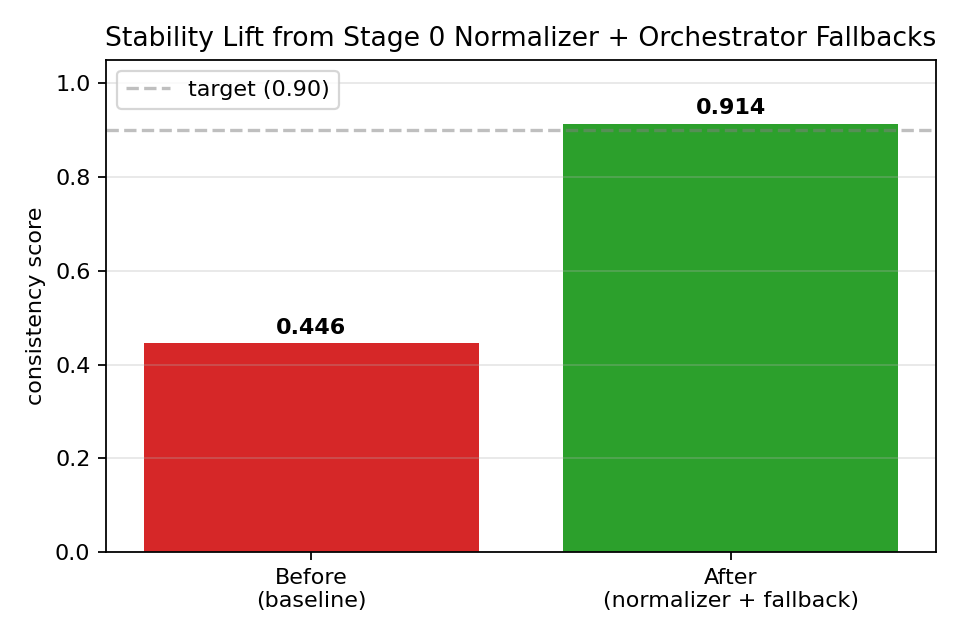 Stability Lift from Stage 0 Normalizer + Orchestrator Fallbacks
target (0.90)
1.0
0.8
0.6
0.4
0.2
0.0
consistency score
0.446
0.914
Before
(baseline)
After
(normalizer + fallback)